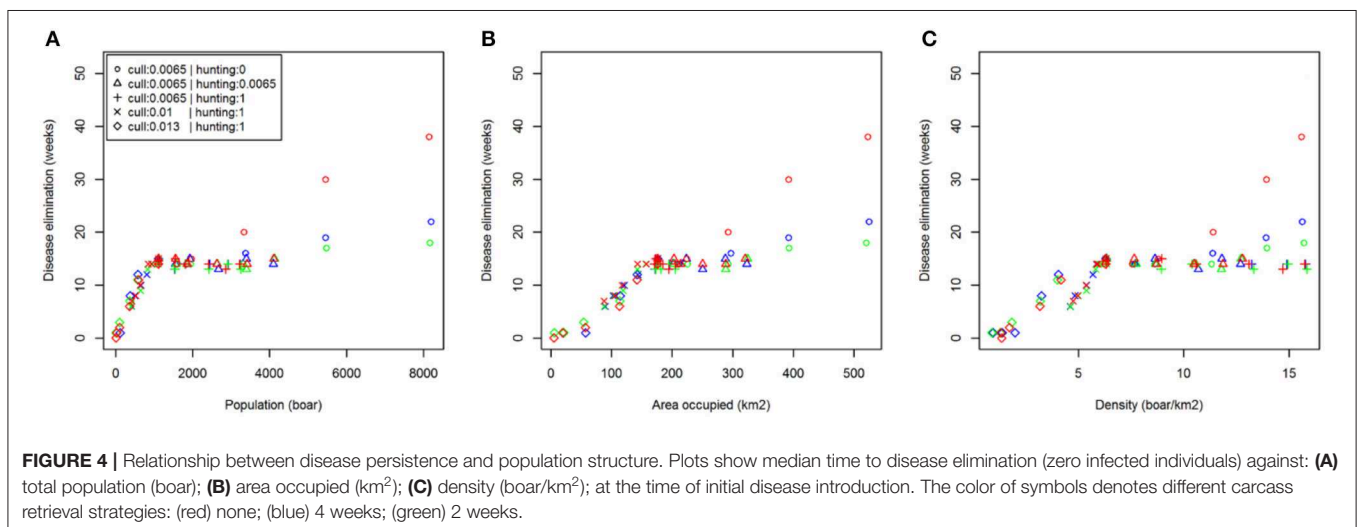 A
B
C
50
40
30
20
10
0
Disease elimination (weeks)
cull:0.0065 | hunting:0
cull:0.0065 | hunting:0.0065
cull:0.0065 | hunting:1
cull:0.01 | hunting:1
cull:0.013 | hunting:1
0 2000 4000 6000 8000
Population (boar)
50
40
30
20
10
0
Disease elimination (weeks)
0 100 200 300 400 500
Area occupied (km2)
50
40
30
20
10
0
Disease elimination (weeks)
5 10 15
Density (boar/km2)
FIGURE 4 | Relationship between disease persistence and population structure. Plots show median time to disease elimination (zero infected individuals) against: (A)
total population (boar); (B) area occupied (km²); (C) density (boar/km²); at the time of initial disease introduction. The color of symbols denotes different carcass
retrieval strategies: (red) none; (blue) 4 weeks; (green) 2 weeks.